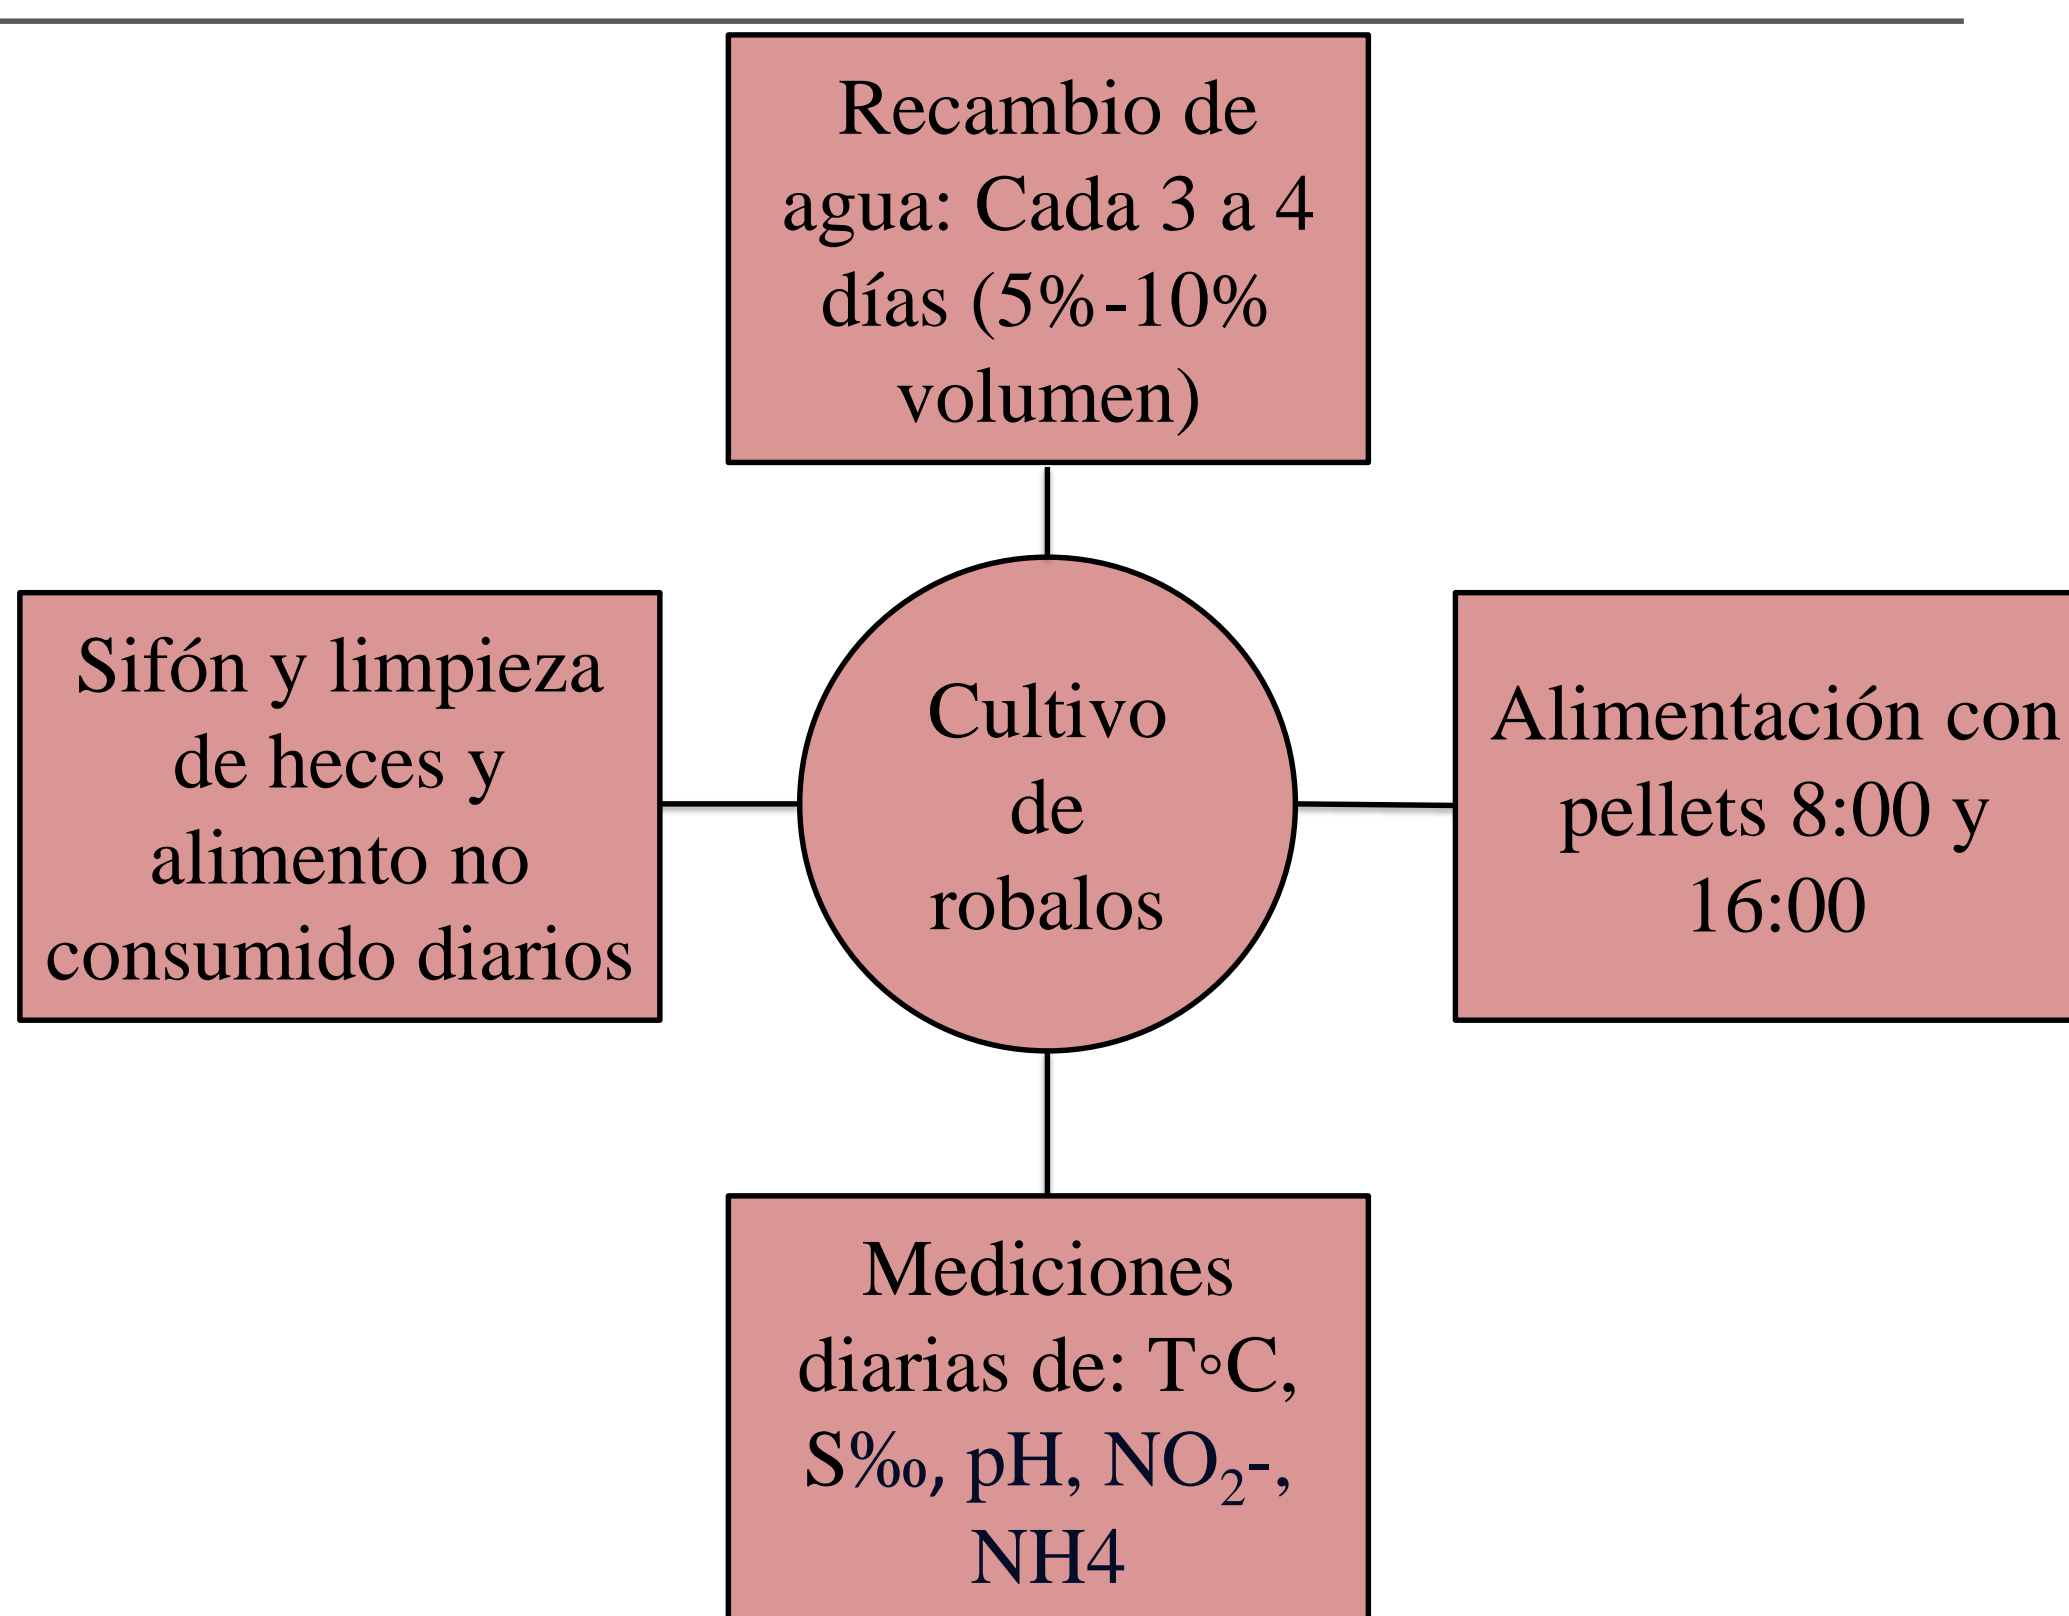 Recambio de
agua: Cada 3 a 4
días (5%-10%
volumen)
Sifón y limpieza
de heces y
alimento no
consumido diarios
Cultivo
de
robalos
Alimentación con
pellets 8:00 y
16:00
Mediciones
diarias de: T◦C,
S‰, pH, NO₂-,
NH4